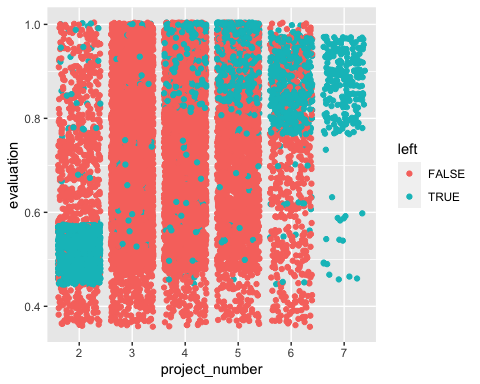 1.0
0.8
0.6
0.4
evaluation
2 3 4 5 6 7
project_number
left
FALSE
TRUE